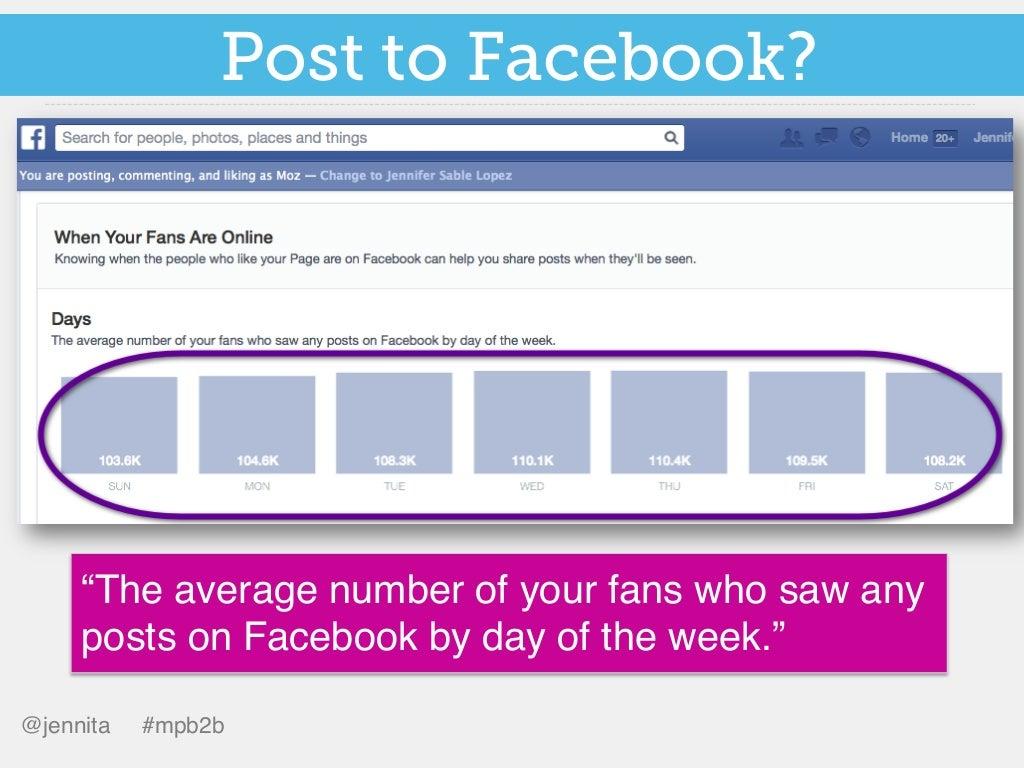 Post to Facebook?
f Search for people, photos, places and things Home 20+ Jennif
You are posting, commenting, and liking as Moz — Change to Jennifer Sable Lopez
When Your Fans Are Online
Knowing when the people who like your Page are on Facebook can help you share posts when they'll be seen.
Days
The average number of your fans who saw any posts on Facebook by day of the week.
103.6K 104.6K 108.3K 110.1K 110.4K 109.5K 108.2K
SUN MON TUE WED THU FRI SAT
“The average number of your fans who saw any
posts on Facebook by day of the week.”
@jennita #mpb2b